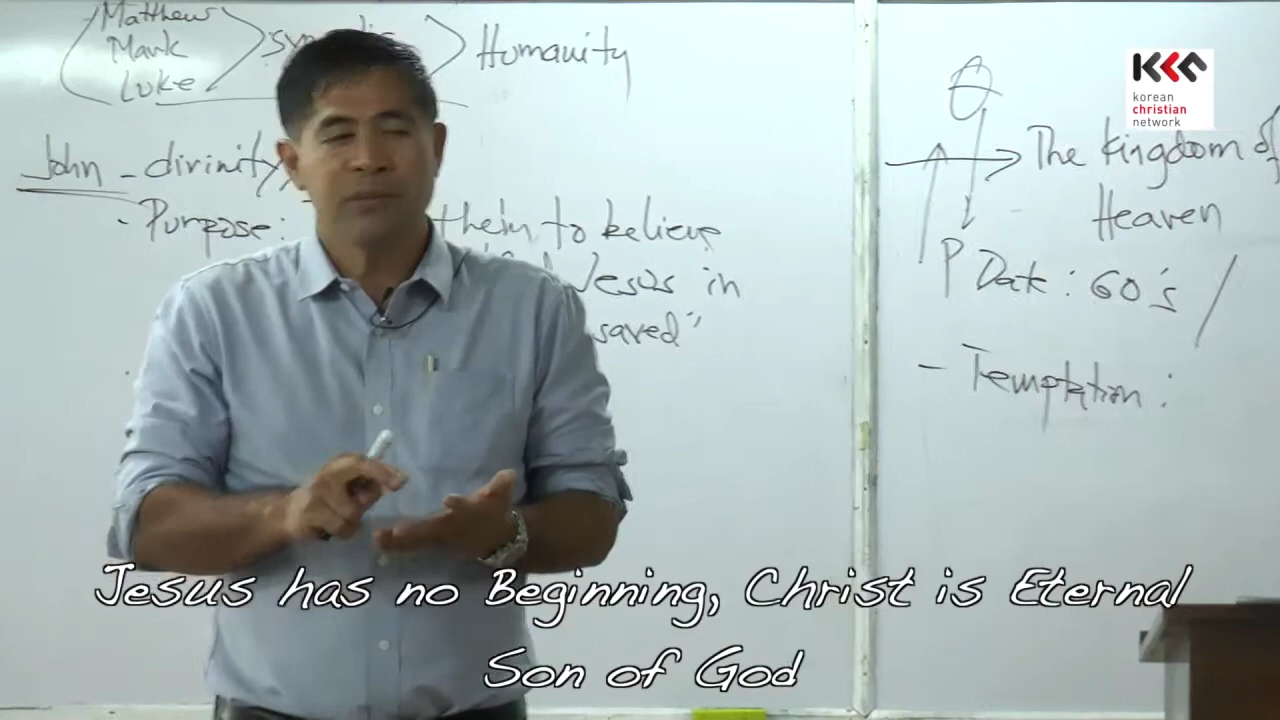 Matthew
Mark
Luke
Humanity
John - divinity
- Purpose:
them to believe
Jesus in
saved"
The Kingdom of
Heaven
P
Date: 60's /
- Temptation:
korean
christian
network
Jesus has no Beginning, Christ is Eternal
Son of God